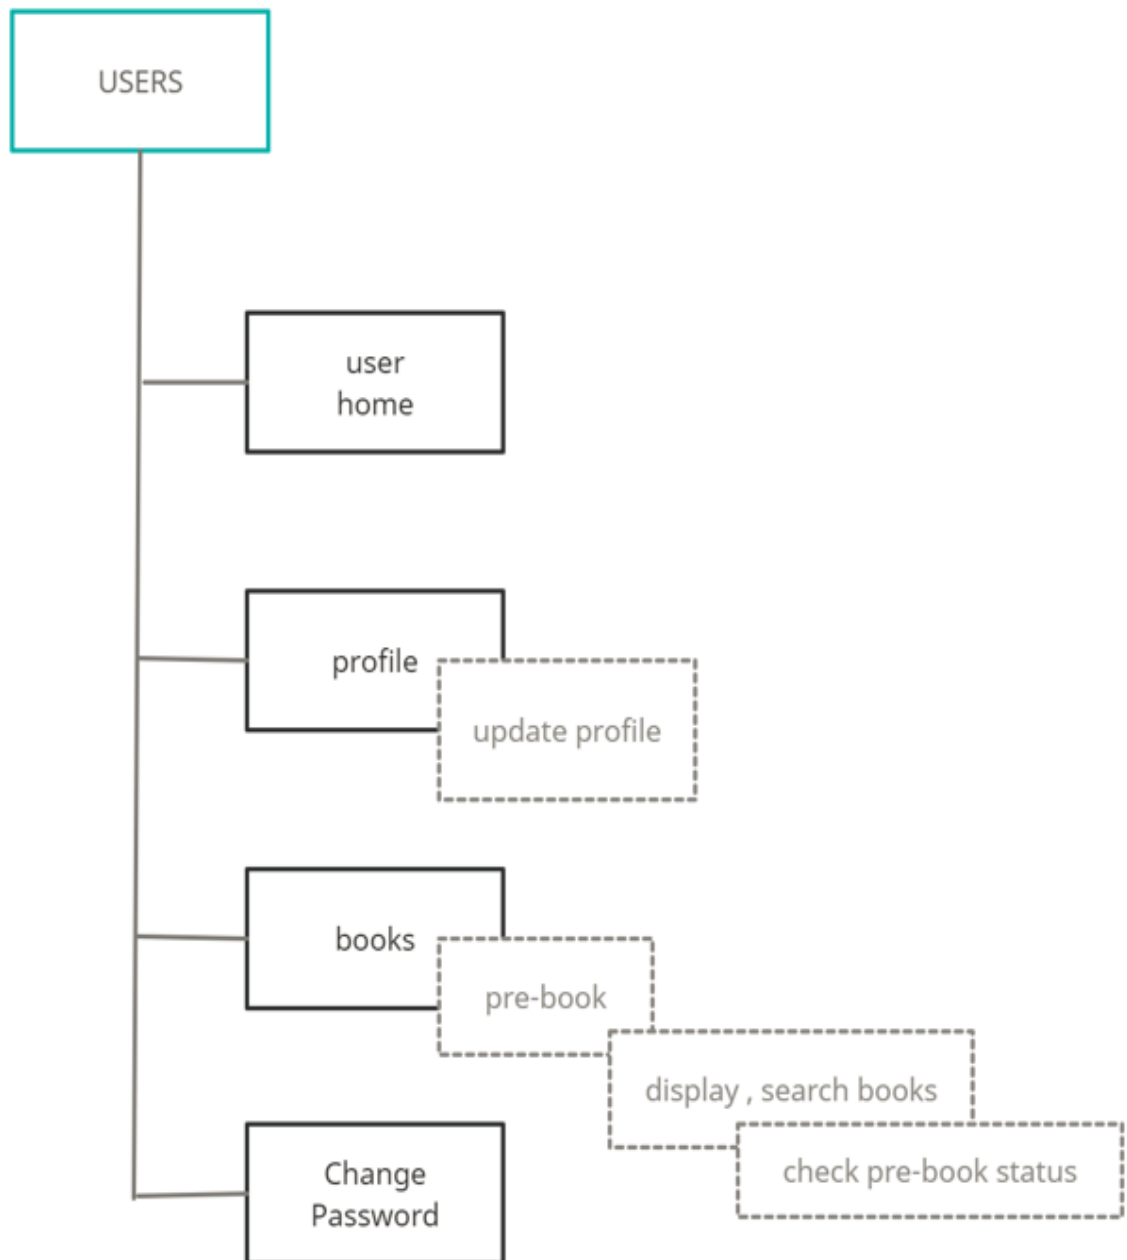 USERS
user
home
profile
update profile
books
pre-book
display , search books
check pre-book status
Change
Password